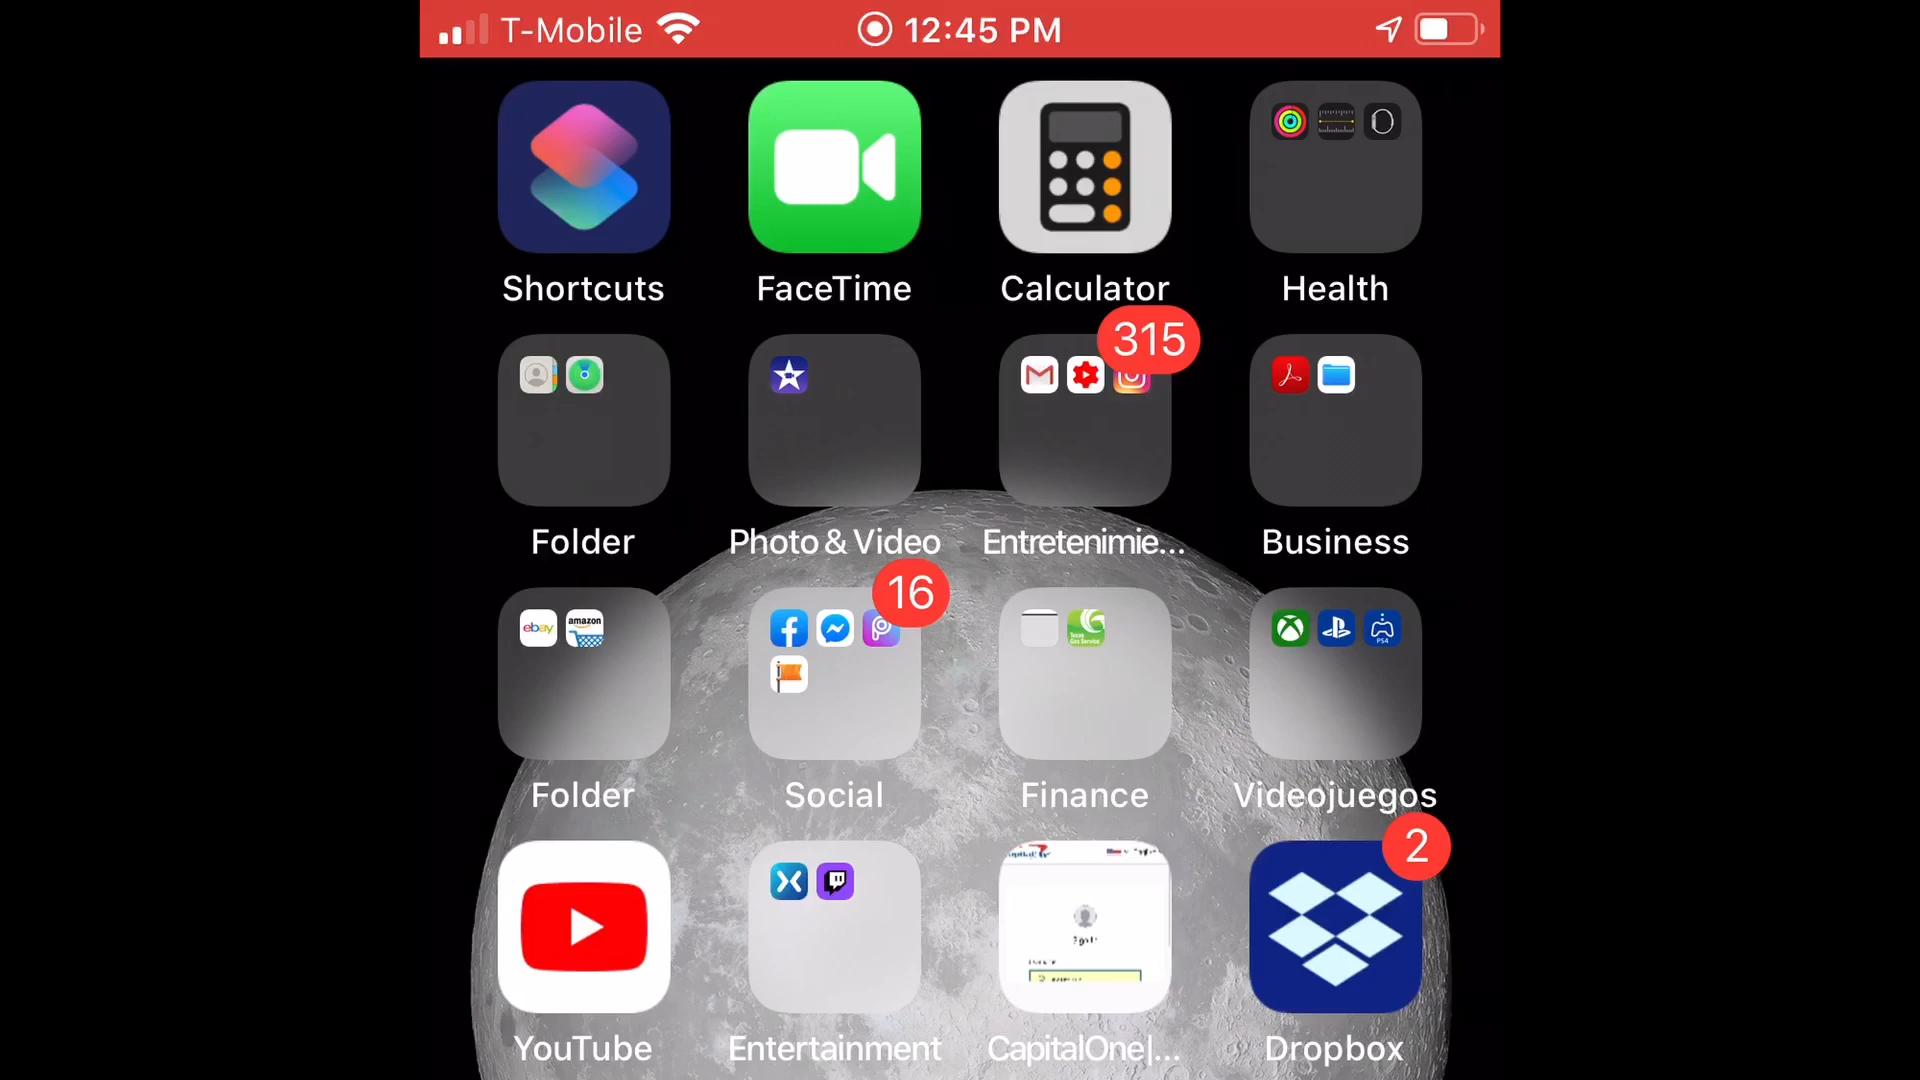 T-Mobile 12:45 PM
Shortcuts FaceTime Calculator Health
315
Folder Photo & Video Entretenimie... Business
16
ebay amazon
PS4
Folder Social Finance Videojuegos
2
YouTube Entertainment CapitalOne|... Dropbox